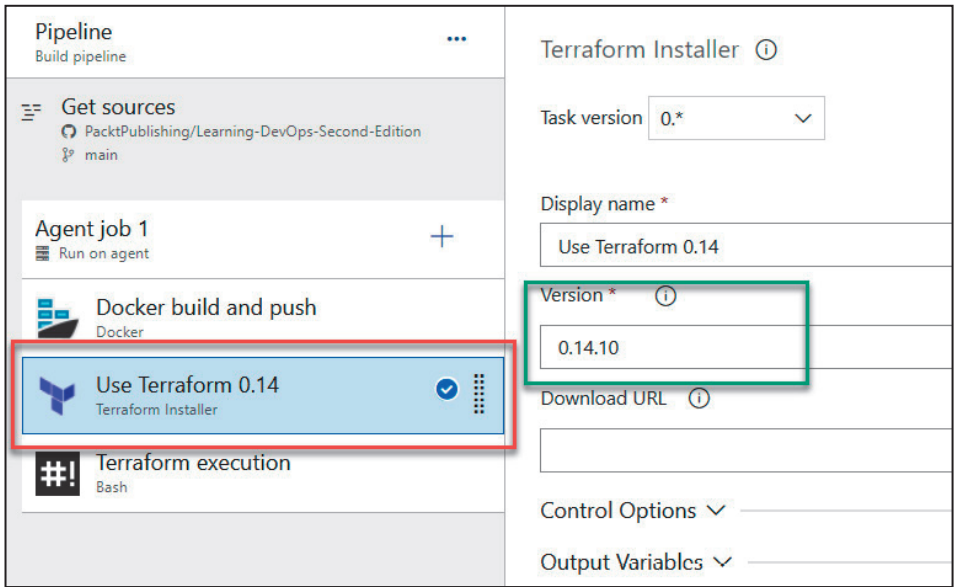 Pipeline
...
Build pipeline
Get sources
PacktPublishing/Learning-DevOps-Second-Edition
main
Agent job 1
Run on agent
Docker build and push
Docker
Use Terraform 0.14
Terraform Installer
#!
Terraform execution
Bash
Terraform Installer
Task version 0.*
Display name *
Use Terraform 0.14
Version *
0.14.10
Download URL
Control Options
Output Variables